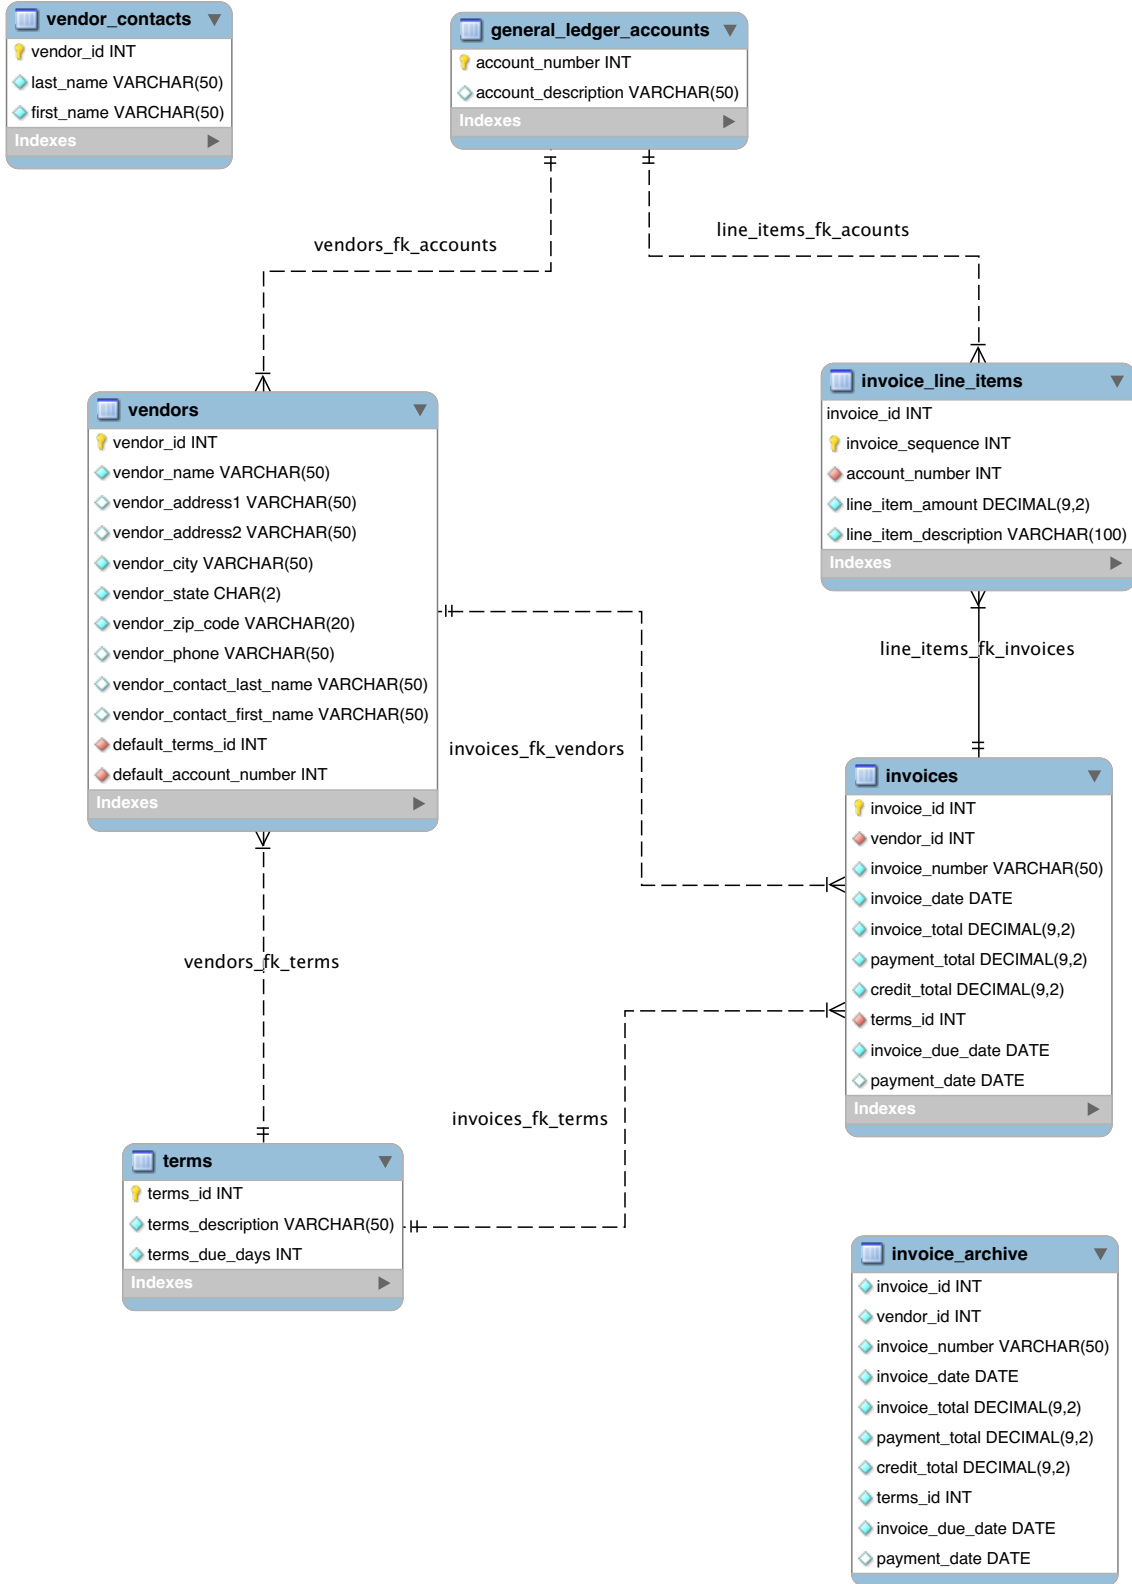 vendor_contacts
vendor_id INT
last_name VARCHAR(50)
first_name VARCHAR(50)
Indexes
general_ledger_accounts
account_number INT
account_description VARCHAR(50)
Indexes
vendors_fk_accounts
line_items_fk_acounts
vendors
vendor_id INT
vendor_name VARCHAR(50)
vendor_address1 VARCHAR(50)
vendor_address2 VARCHAR(50)
vendor_city VARCHAR(50)
vendor_state CHAR(2)
vendor_zip_code VARCHAR(20)
vendor_phone VARCHAR(50)
vendor_contact_last_name VARCHAR(50)
vendor_contact_first_name VARCHAR(50)
default_terms_id INT
default_account_number INT
Indexes
invoice_line_items
invoice_id INT
invoice_sequence INT
account_number INT
line_item_amount DECIMAL(9,2)
line_item_description VARCHAR(100)
Indexes
line_items_fk_invoices
invoices_fk_vendors
invoices
invoice_id INT
vendor_id INT
invoice_number VARCHAR(50)
invoice_date DATE
invoice_total DECIMAL(9,2)
payment_total DECIMAL(9,2)
credit_total DECIMAL(9,2)
terms_id INT
invoice_due_date DATE
payment_date DATE
Indexes
vendors_fk_terms
invoices_fk_terms
terms
terms_id INT
terms_description VARCHAR(50)
terms_due_days INT
Indexes
invoice_archive
invoice_id INT
vendor_id INT
invoice_number VARCHAR(50)
invoice_date DATE
invoice_total DECIMAL(9,2)
payment_total DECIMAL(9,2)
credit_total DECIMAL(9,2)
terms_id INT
invoice_due_date DATE
payment_date DATE